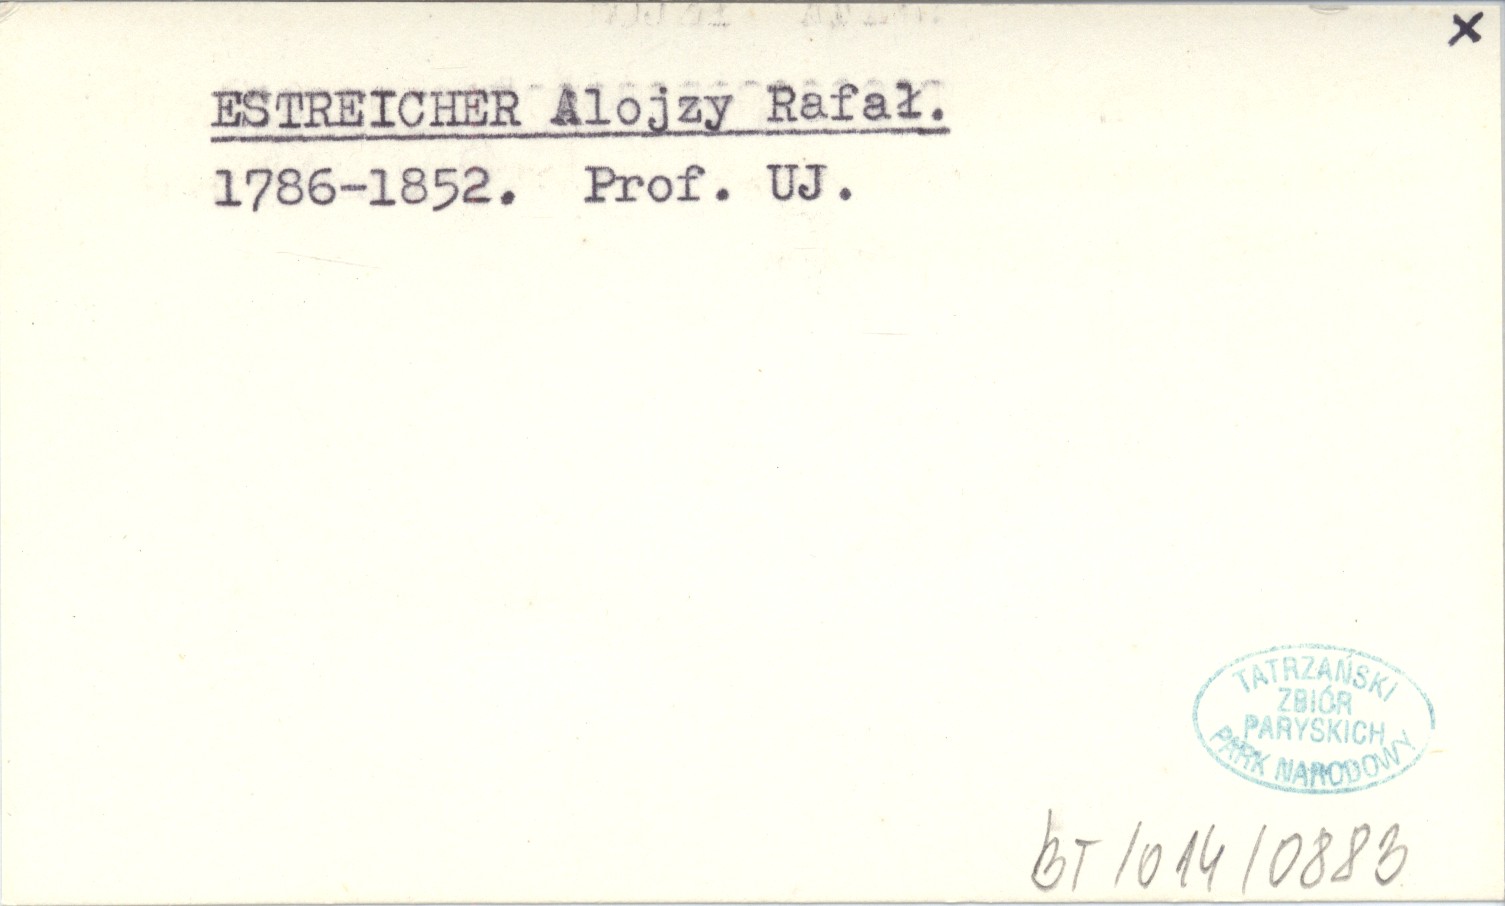 x
ESTREICHER Alojzy Rafał.
1786-1852. Prof. UJ.
TATRZAŃSKI
ZBIÓR
PARYSKICH
PARK NARODOWY
BT/014/0883